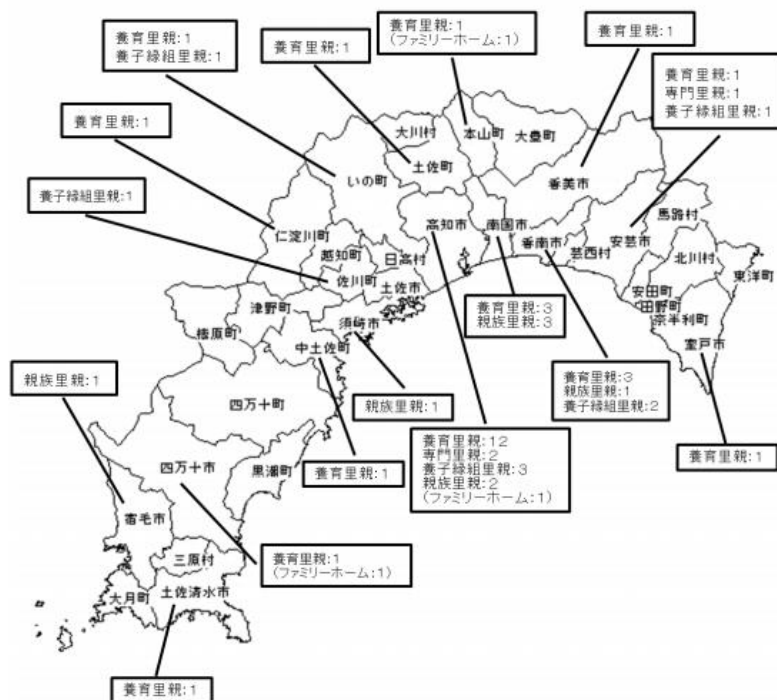 養育里親:1
養子縁組里親:1
養育里親:1
養育里親:1
(ファミリーホーム:1)
養育里親:1
養育里親:1
専門里親:1
養子縁組里親:1
養育里親:1
養子縁組里親:1
大川村
本山町
大豊町
土佐町
いの町
香美市
馬路村
仁淀川町
高知市
南国市
香南市
芸西村
安芸市
北川村
東洋町
越知町
日高村
佐川町
土佐市
安田町
田野町
奈半利町
室戸市
津野町
檮原町
須崎市
中土佐町
養育里親:3
親族里親:3
親族里親:1
親族里親:1
養育里親:3
親族里親:1
養子縁組里親:2
四万十町
養育里親:12
専門里親:2
養子縁組里親:3
親族里親:2
(ファミリーホーム:1)
養育里親:1
養育里親:1
四万十市
黒潮町
宿毛市
三原村
養育里親:1
(ファミリーホーム:1)
大月町
土佐清水市
養育里親:1